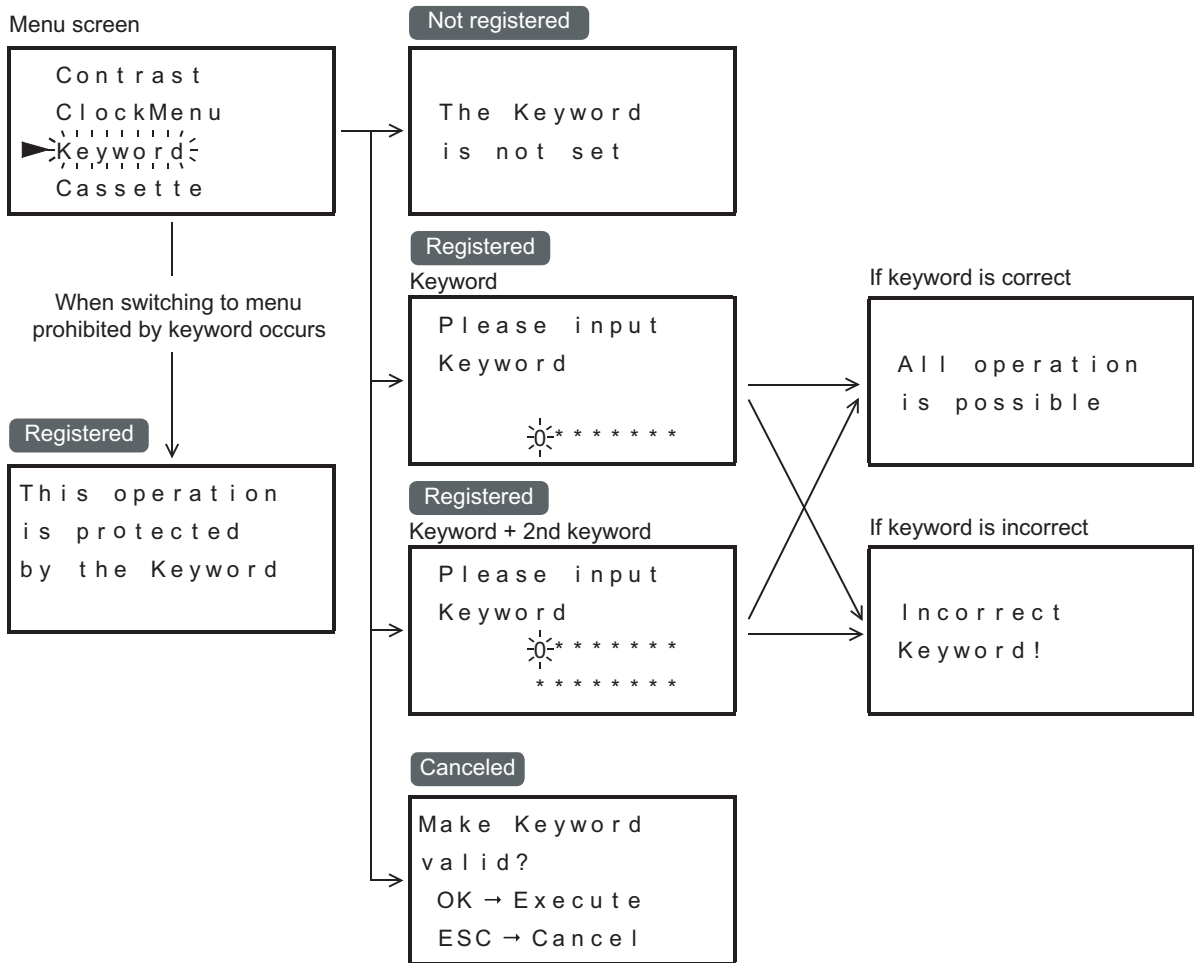 Menu screen
Contrast
ClockMenu
Keyword
Cassette
When switching to menu
prohibited by keyword occurs
Registered
This operation
is protected
by the Keyword
Not registered
The Keyword
is not set
Registered
Keyword
Please input
Keyword
0*******
Registered
Keyword + 2nd keyword
Please input
Keyword
0*******
********
Canceled
Make Keyword
valid?
OK → Execute
ESC → Cancel
If keyword is correct
All operation
is possible
If keyword is incorrect
Incorrect
Keyword!